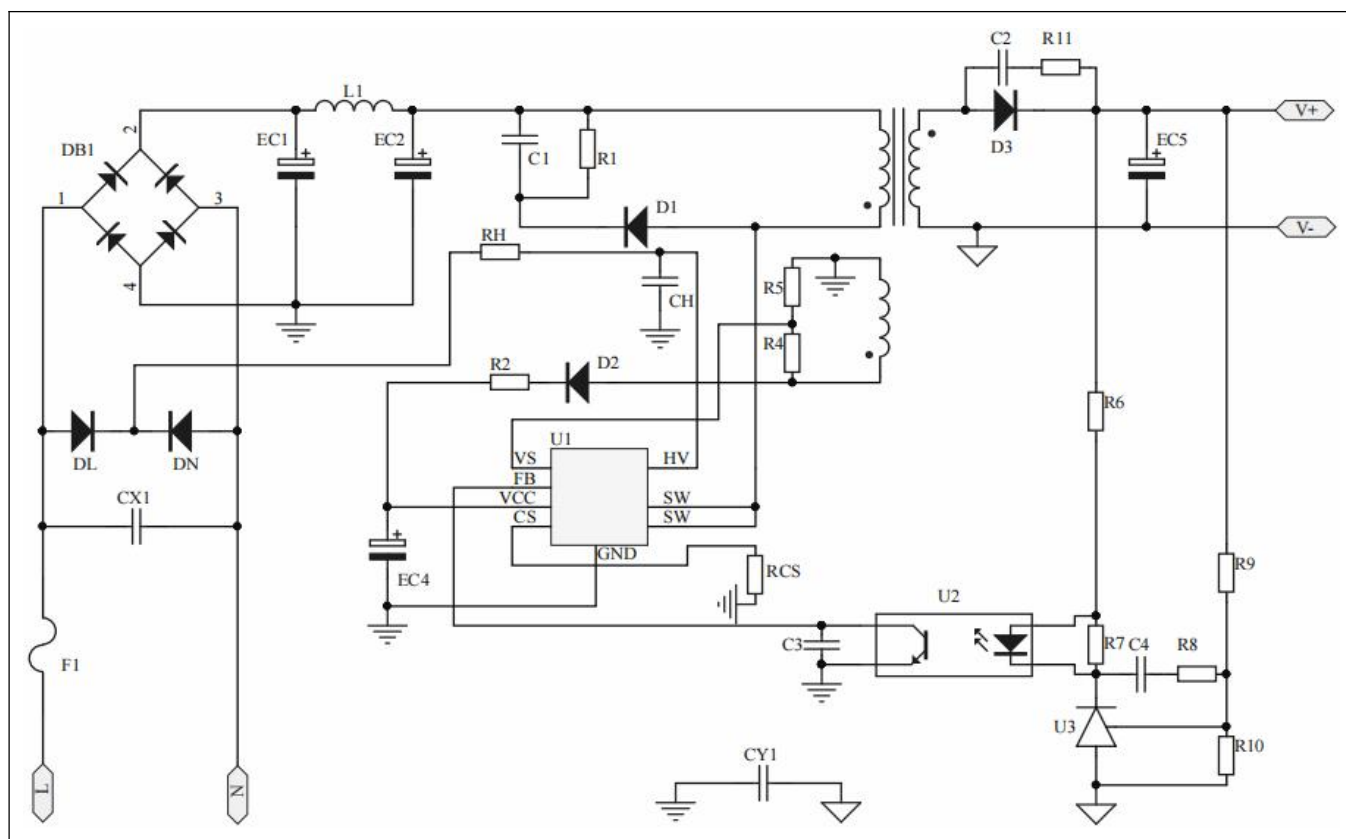 C2
R11
L1
2
V+
DB1
EC1
EC2
C1
R1
D3
EC5
1
3
D1
RH
V-
4
CH
R5
R4
R2
D2
R6
DL
DN
U1
VS
HV
FB
CX1
VCC
SW
CS
SW
GND
EC4
RCS
R9
U2
F1
C3
R7
C4
R8
U3
R10
CY1
L
N